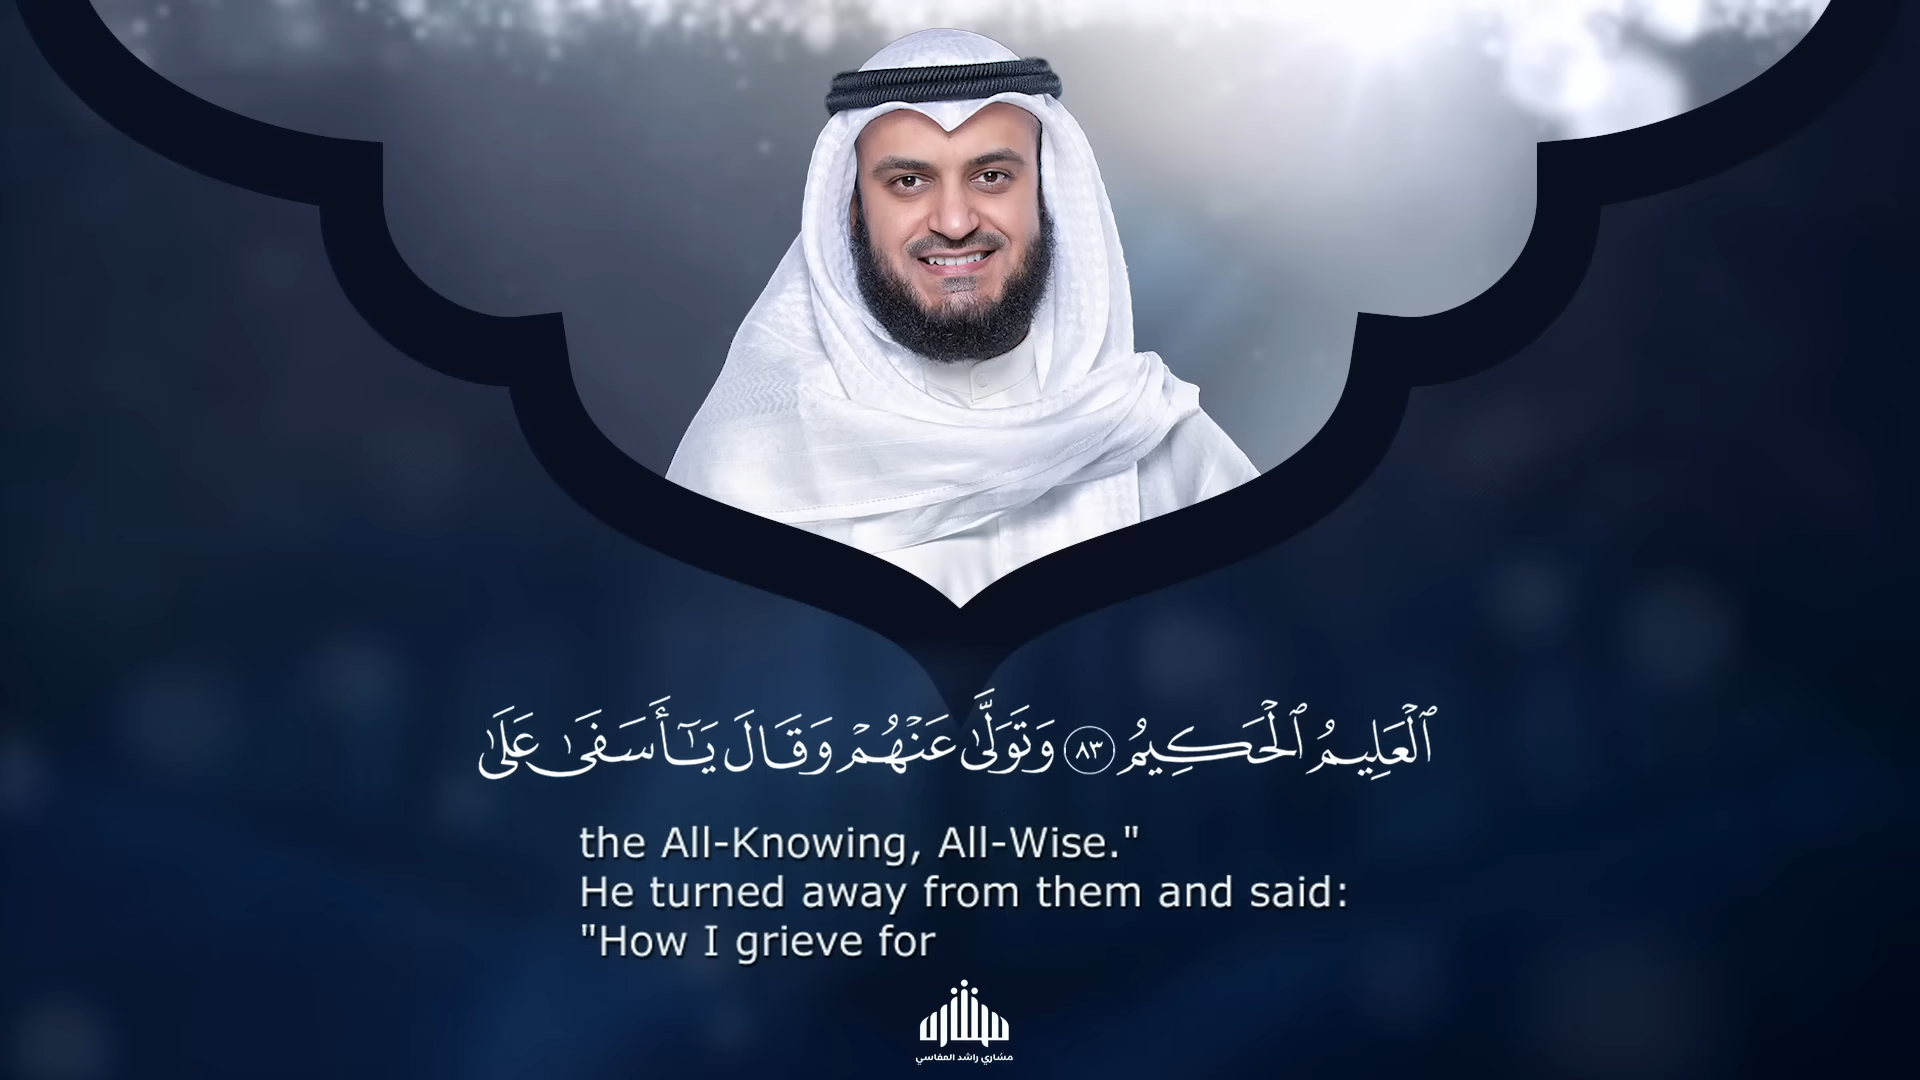 ٱلْعَلِيمُ ٱلْحَكِيمُ ٨٣ وَتَوَلَّىٰ عَنْهُمْ وَقَالَ يَـٰٓأَسَفَىٰ عَلَىٰ
the All-Knowing, All-Wise."
He turned away from them and said:
"How I grieve for
مشاري راشد العفاسي